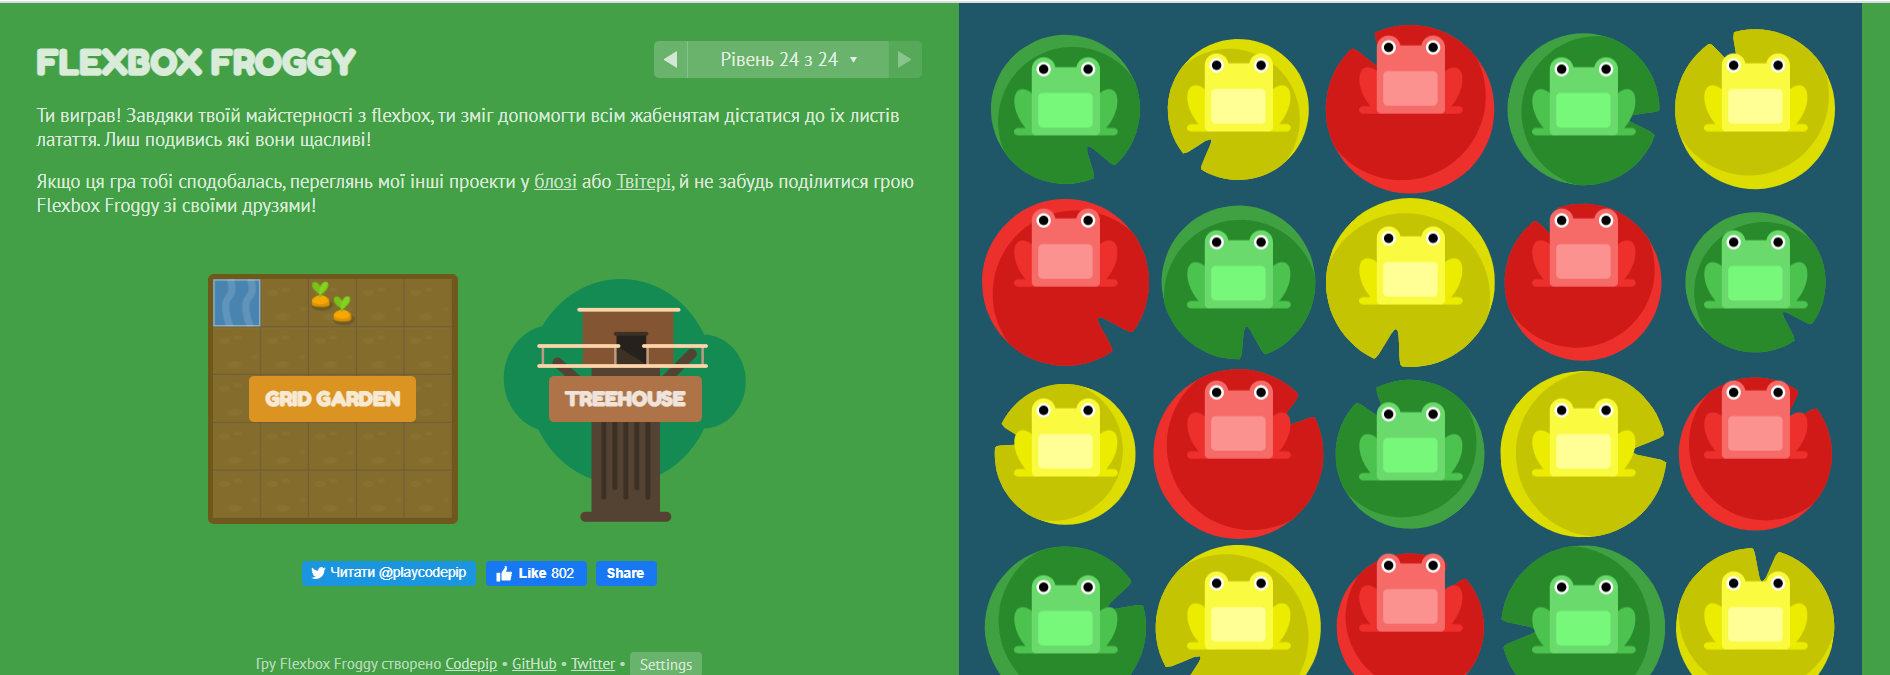 FLEXBOX FROGGY
Рівень 24 з 24
Ти виграв! Завдяки твоїй майстерності з flexbox, ти зміг допомогти всім жабенятам дістатися до їх листів
латаття. Лиш подивись які вони щасливі!
Якщо ця гра тобі сподобалась, переглянь мої інші проекти у блозі або Твітері, й не забудь поділитися грою
Flexbox Froggy зі своїми друзями!
GRID GARDEN
TREEHOUSE
Читати @playcodepip
Like 802
Share
Гру Flexbox Froggy створено Codepip • GitHub • Twitter • Settings